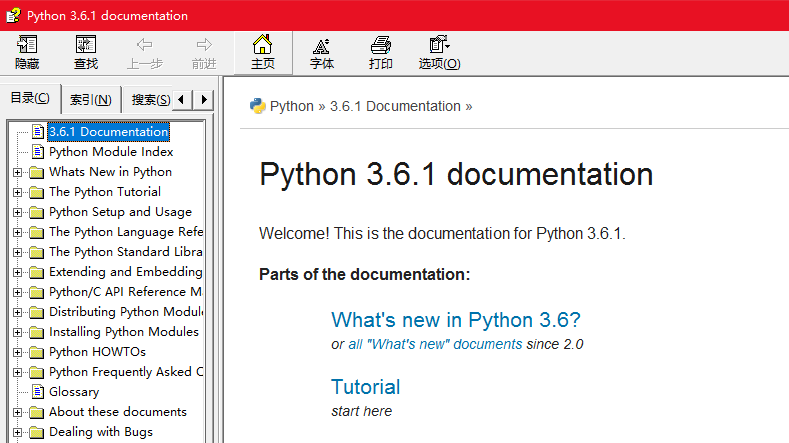 Python 3.6.1 documentation
隐藏 查找 上一步 前进 主页 字体 打印 选项(O)
目录(C) 索引(N) 搜索(S)
3.6.1 Documentation
Python Module Index
Whats New in Python
The Python Tutorial
Python Setup and Usage
The Python Language Refe
The Python Standard Libra
Extending and Embedding
Python/C API Reference M
Distributing Python Modul
Installing Python Modules
Python HOWTOs
Python Frequently Asked C
Glossary
About these documents
Dealing with Bugs
Python » 3.6.1 Documentation »
Python 3.6.1 documentation
Welcome! This is the documentation for Python 3.6.1.
Parts of the documentation:
What's new in Python 3.6?
or all "What's new" documents since 2.0
Tutorial
start here